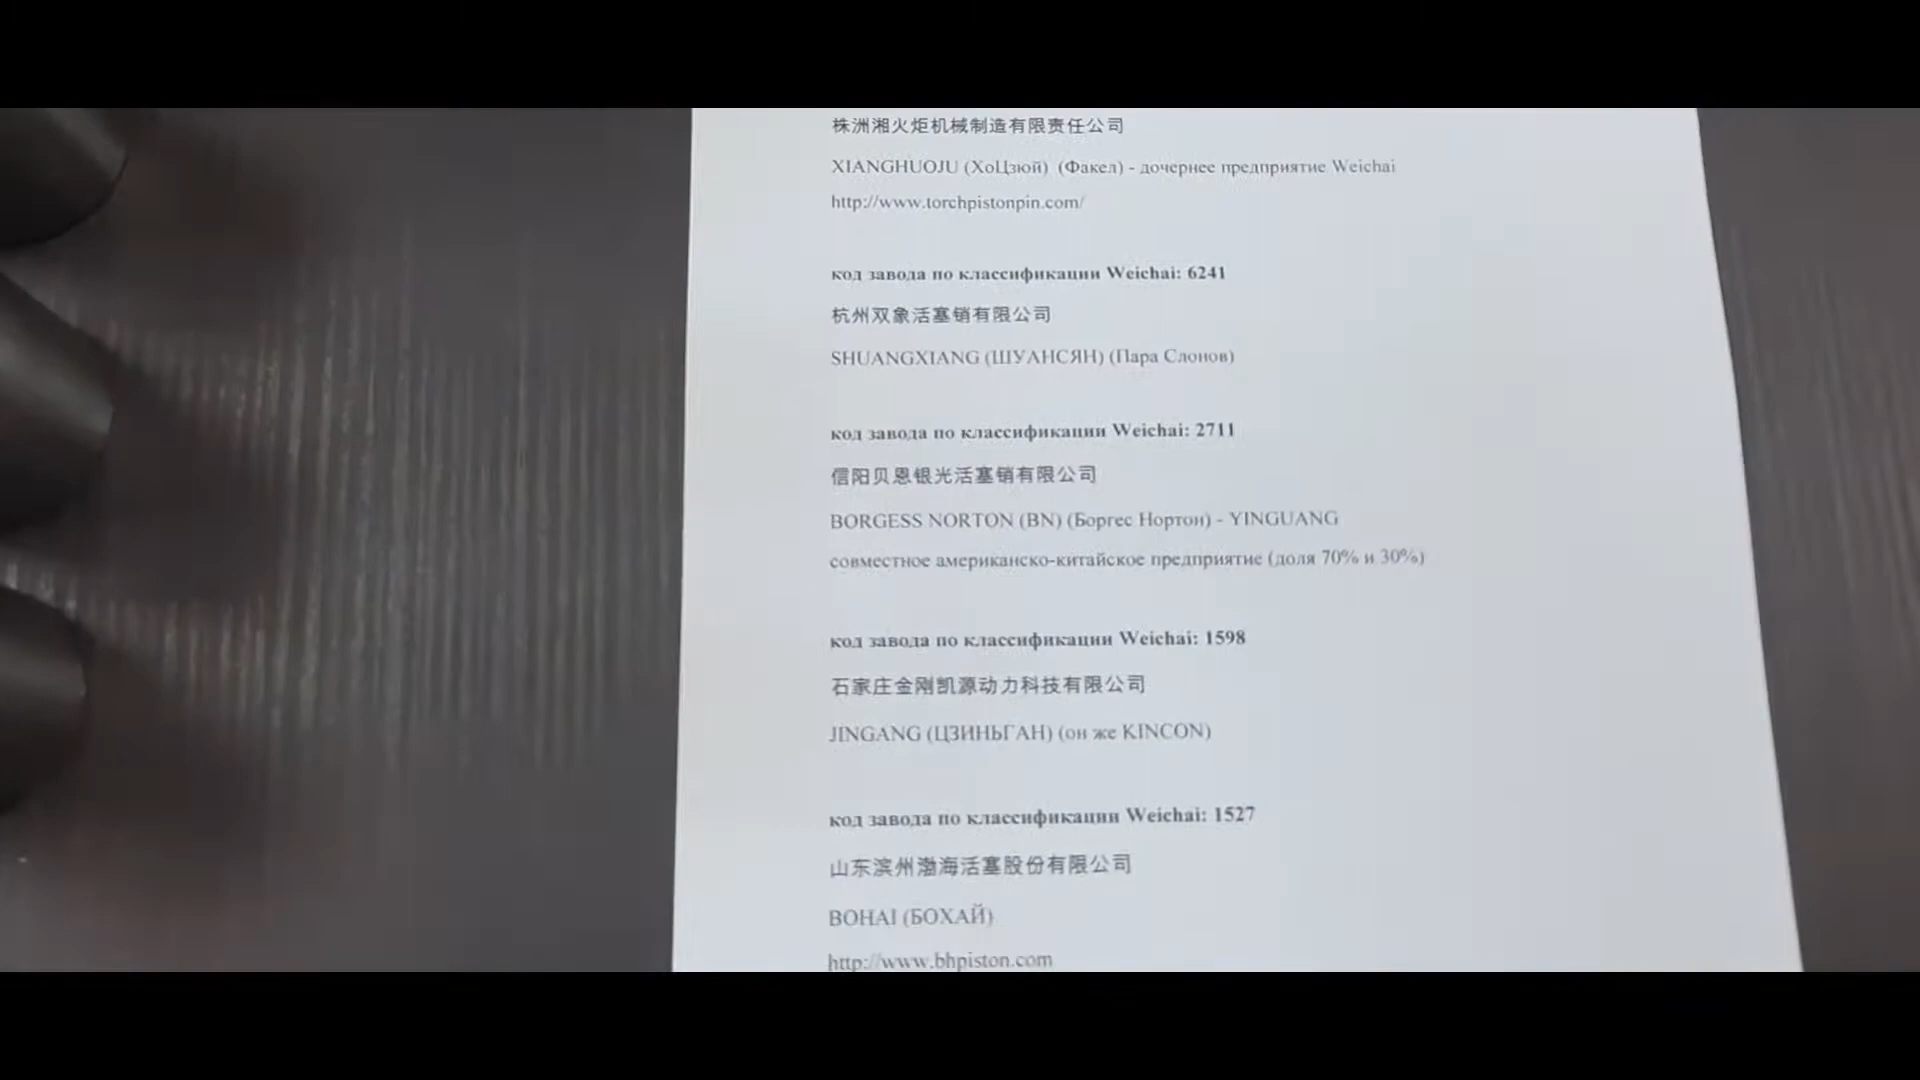 株洲湘火炬机械制造有限责任公司
XIANGHUOJU (ХоЦзюй) (Факел) - дочернее предприятие Weichai
http://www.torchpistonpin.com/
код завода по классификации Weichai: 6241
杭州双象活塞销有限公司
SHUANGXIANG (ШУАНСЯН) (Пара Слонов)
код завода по классификации Weichai: 2711
信阳贝恩银光活塞销有限公司
BORGESS NORTON (BN) (Боргес Нортон) - YINGUANG
совместное американско-китайское предприятие (доля 70% и 30%)
код завода по классификации Weichai: 1598
石家庄金刚凯源动力科技有限公司
JINGANG (ЦЗИНЬГАН) (он же KINCON)
код завода по классификации Weichai: 1527
山东滨州渤海活塞股份有限公司
BOHAI (БОХАЙ)
http://www.bhpiston.com